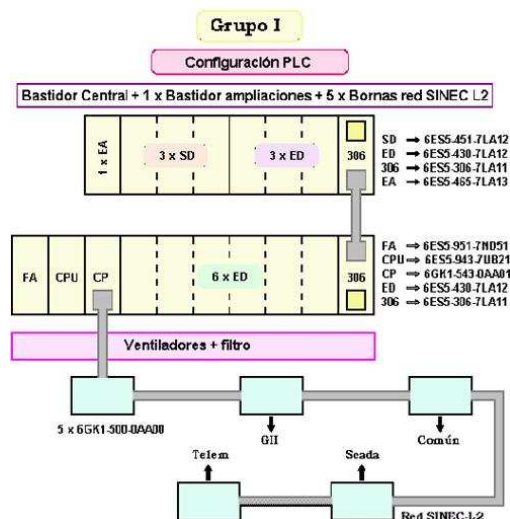 Grupo I
Configuración PLC
Bastidor Central + 1 x Bastidor ampliaciones + 5 x Bornas red SINEC L2
1 x EA
3 x SD
3 x ED
306
SD → 6ES5-451-7LA12
ED → 6ES5-430-7LA12
306 → 6ES5-306-7LA11
EA → 6ES5-465-7LA13
FA
CPU
CP
6 x ED
306
FA ⇒ 6ES5-951-7ND51
CPU ⇒ 6ES5-943-7UB21
CP ⇒ 6GK1-543-0AA01
ED ⇒ 6ES5-430-7LA12
306 ⇒ 6ES5-306-7LA11
Ventiladores + filtro
5 x 6GK1-500-0AA00
GII
Común
Telem
Scada
Red SINEC-L2